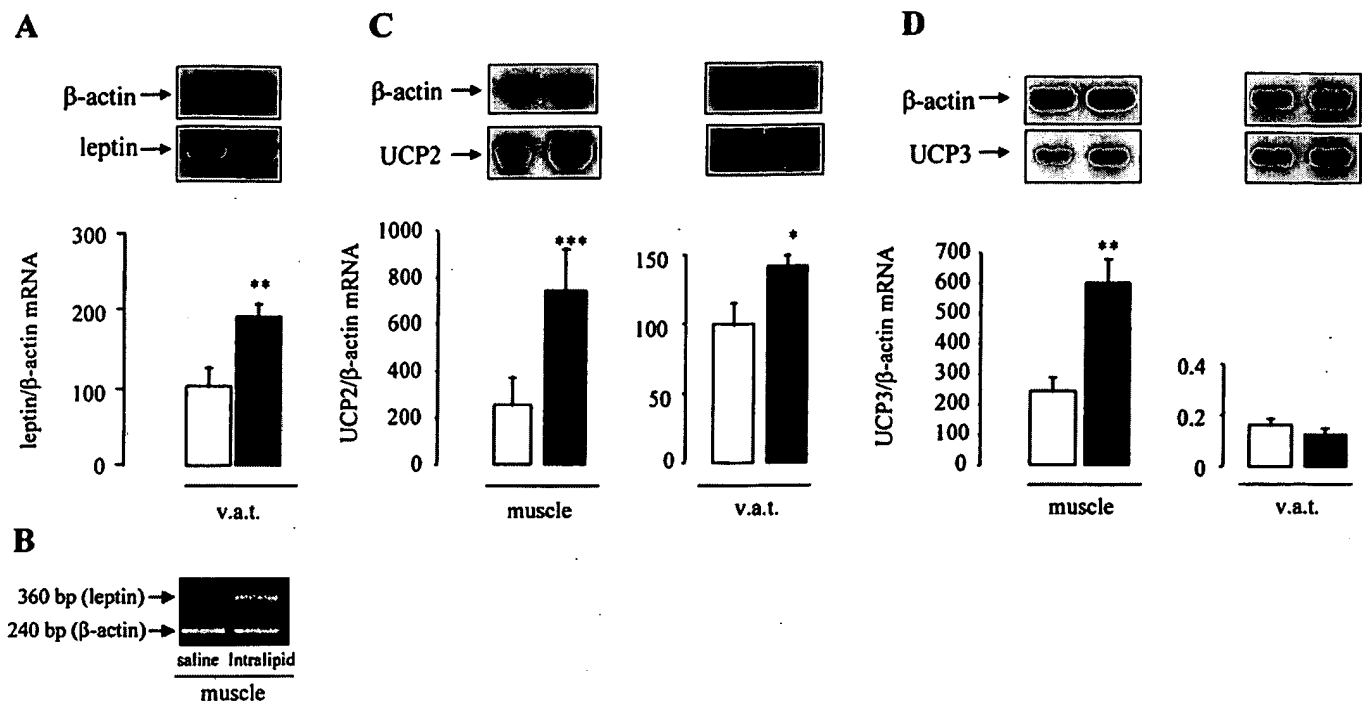 A
β-actin
leptin
leptin/β-actin mRNA
300
200
100
0
**
v.a.t.
B
360 bp (leptin)
240 bp (β-actin)
saline Intralipid
muscle
C
β-actin
UCP2
UCP2/β-actin mRNA
1000
800
600
400
200
0
***
muscle
150
100
50
0
*
v.a.t.
D
β-actin
UCP3
UCP3/β-actin mRNA
700
600
500
400
300
200
100
0
**
muscle
0.4
0.2
0
v.a.t.